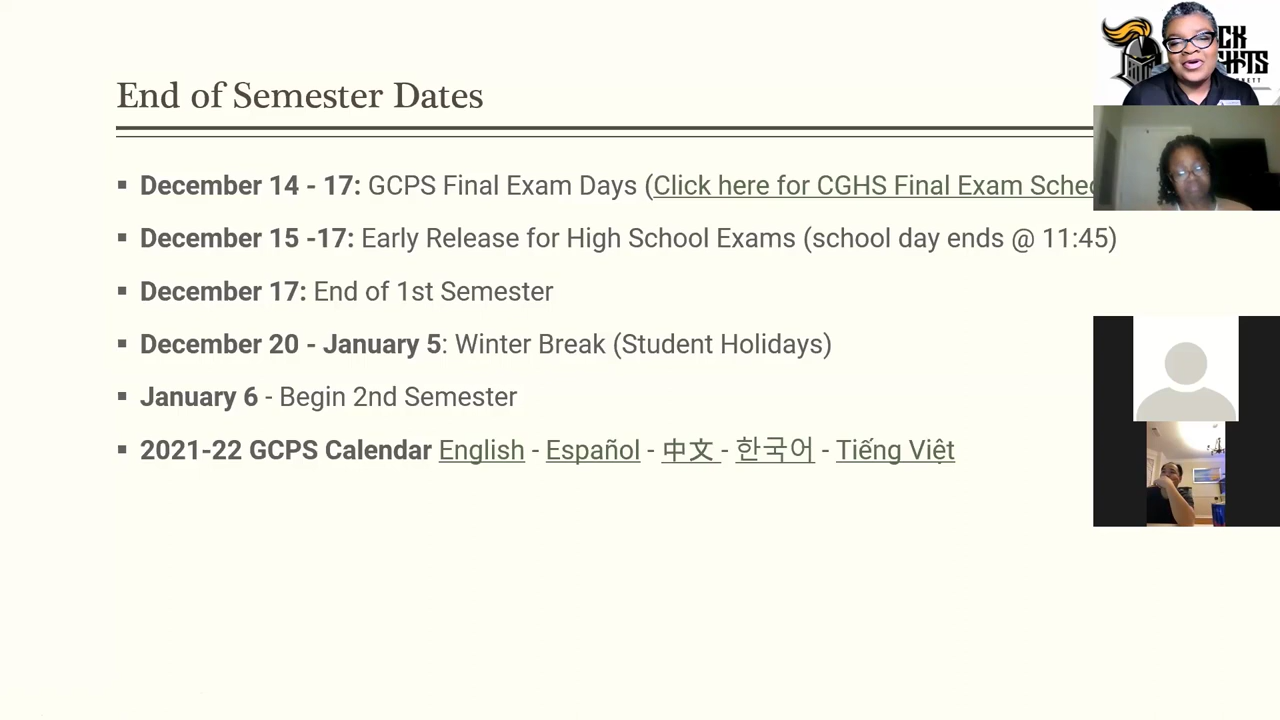 End of Semester Dates
▪ December 14 - 17: GCPS Final Exam Days (Click here for CGHS Final Exam
▪ December 15 -17: Early Release for High School Exams (school day ends @ 11:45)
▪ December 17: End of 1st Semester
▪ December 20 - January 5: Winter Break (Student Holidays)
▪ January 6 - Begin 2nd Semester
▪ 2021-22 GCPS Calendar English - Español - 中文 - 한국어 - Tiếng Việt